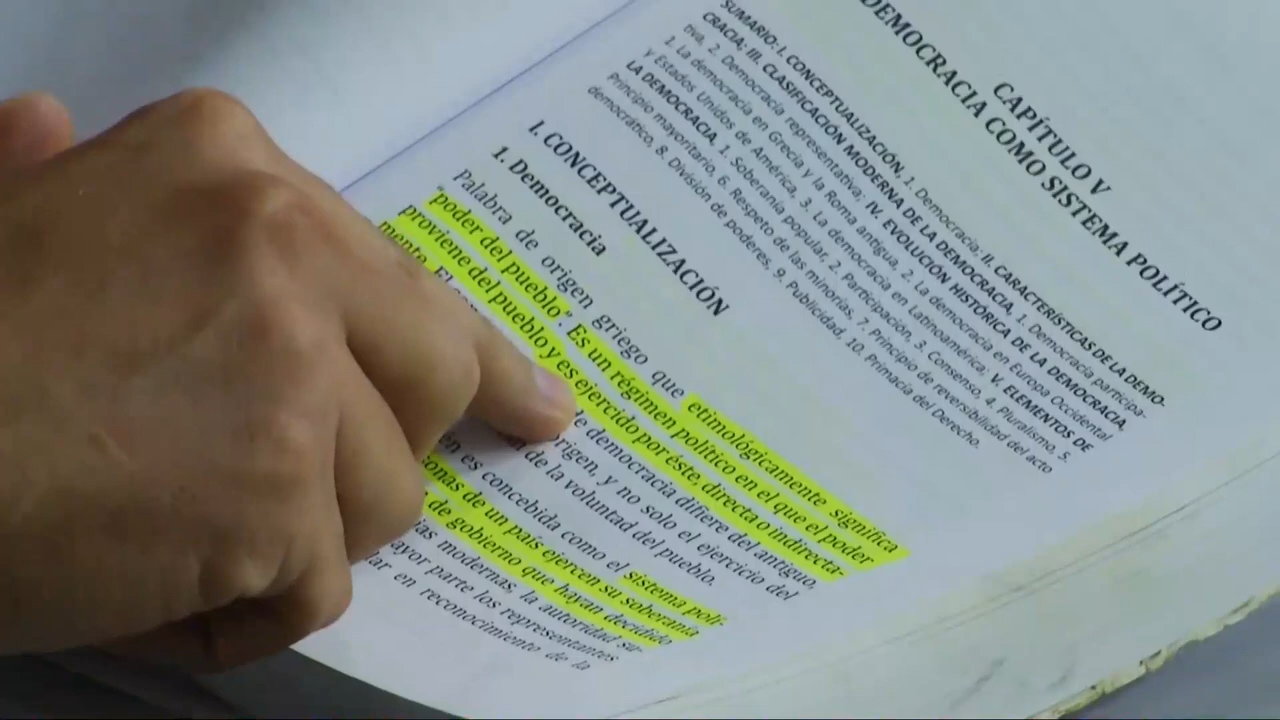 CAPÍTULO V
DEMOCRACIA COMO SISTEMA POLÍTICO
SUMARIO: I. CONCEPTUALIZACIÓN, 1. Democracia; II. CARACTERÍSTICAS DE LA DEMO-
CRACIA; III. CLASIFICACIÓN MODERNA DE LA DEMOCRACIA, 1. Democracia participa-
tiva, 2. Democracia representativa; IV. EVOLUCIÓN HISTÓRICA DE LA DEMOCRACIA,
1. La democracia en Grecia y la Roma antigua, 2. La democracia en Europa Occidental
y Estados Unidos de América, 3. La democracia en Latinoamérica; V. ELEMENTOS DE
LA DEMOCRACIA, 1. Soberanía popular, 2. Participación, 3. Consenso, 4. Pluralismo, 5.
Principio mayoritario, 6. Respeto de las minorías, 7. Principio de reversibilidad del acto
democrático, 8. División de poderes, 9. Publicidad, 10. Primacía del Derecho.
I. CONCEPTUALIZACIÓN
1. Democracia
Palabra de origen griego que etimológicamente significa
"poder del pueblo". Es un régimen político en el que el poder
proviene del pueblo y es ejercido por éste, directa o indirecta-
mente. de democracia difiere del antiguo,
origen, y no solo el ejercicio del
de la voluntad del pueblo.
es concebida como el sistema polí-
de un país ejercen su soberanía
de gobierno que hayan decidido
modernas, la autoridad su-
mayor parte los representantes
en reconocimiento de la